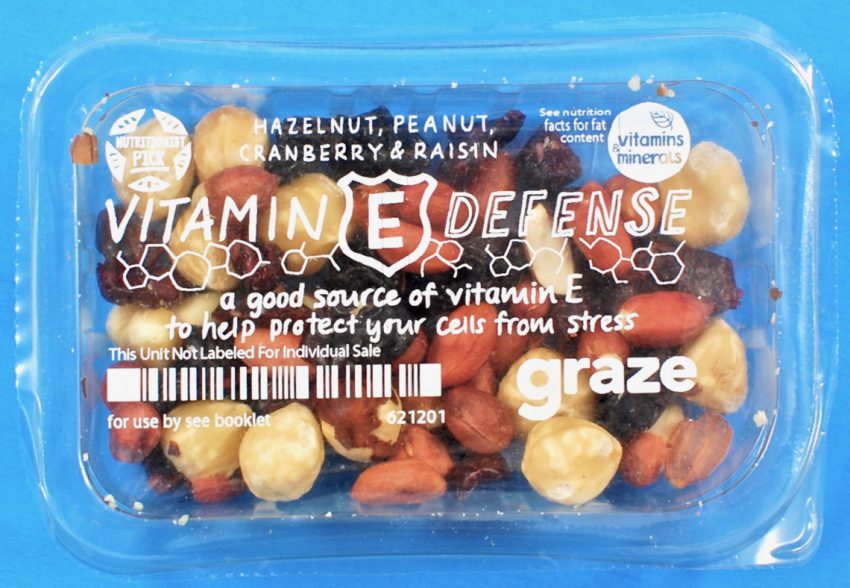 NUTRITIONIST
PICK
HAZELNUT, PEANUT,
CRANBERRY & RAISIN
See nutrition
facts for fat
content
vitamins
& minerals
VITAMIN E DEFENSE
a good source of vitamin E
to help protect your cells from stress
This Unit Not Labeled For Individual Sale
for use by see booklet
621201
graze